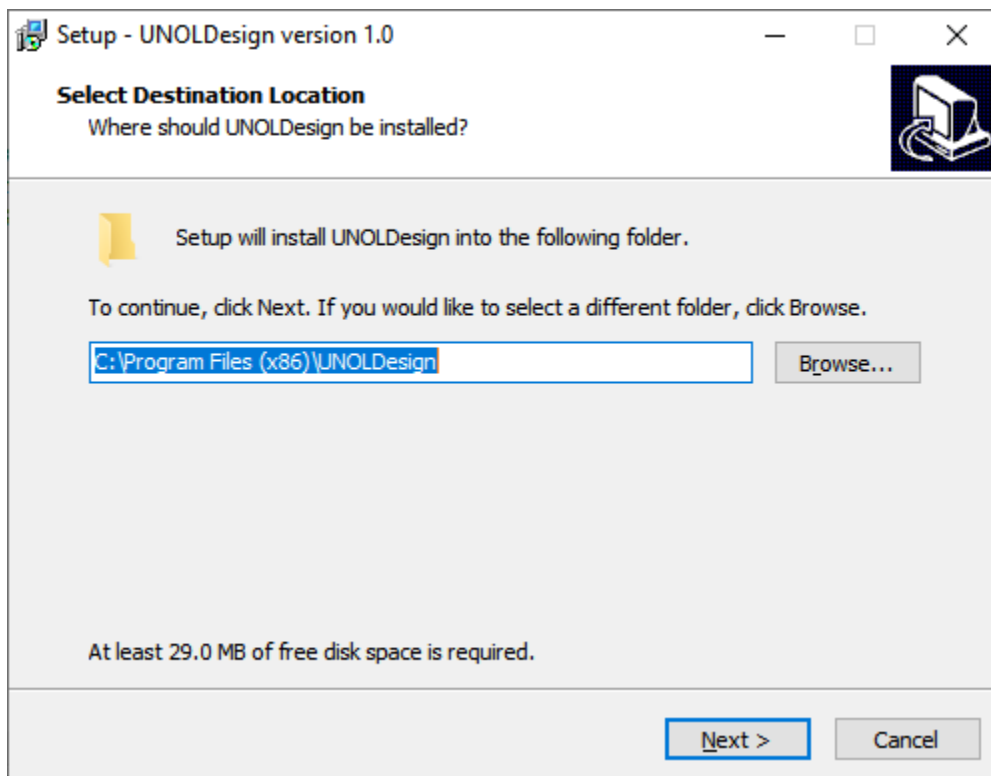 Setup - UNOLDesign version 1.0
Select Destination Location
Where should UNOLDesign be installed?
Setup will install UNOLDesign into the following folder.
To continue, click Next. If you would like to select a different folder, click Browse.
C:\Program Files (x86)\UNOLDesign
Browse...
At least 29.0 MB of free disk space is required.
Next >
Cancel